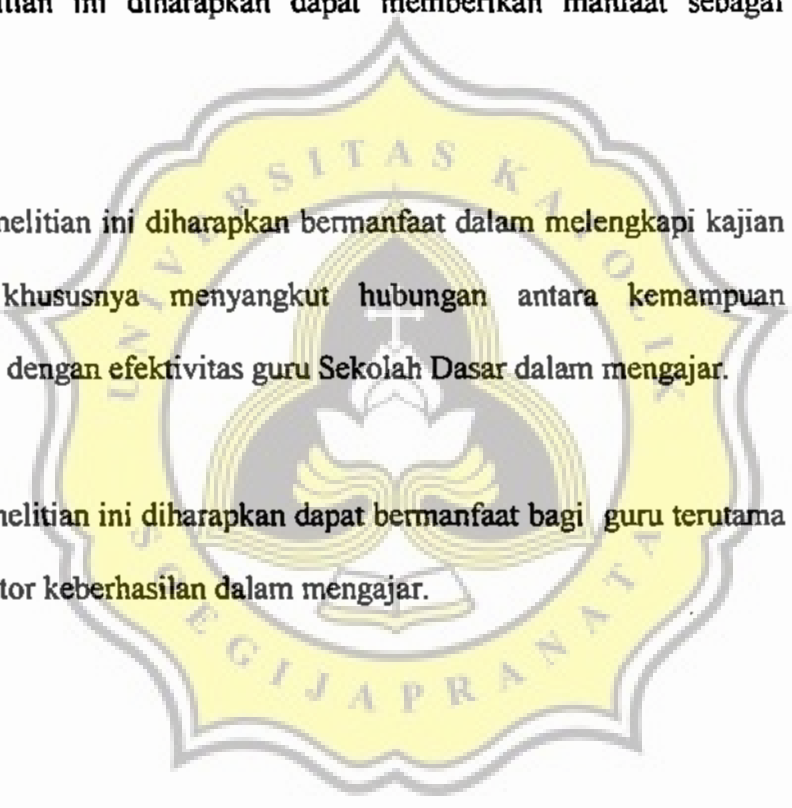 ini diharapkan dapat memberikan manfaat sebagai
nelitian ini diharapkan bermanfaat dalam melengkapi kajian
khususnya menyangkut hubungan antara kemampuan
dengan efektivitas guru Sekolah Dasar dalam mengajar.
nelitian ini diharapkan dapat bermanfaat bagi guru terutama
tor keberhasilan dalam mengajar.
UNIVERSITAS KATOLIK
SOEGIJAPRANATA